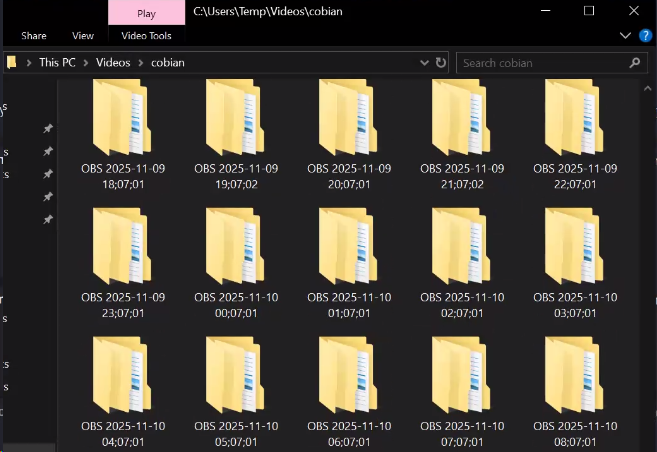 Play
C:\Users\Temp\Videos\cobian
Share
View
Video Tools
This PC
Videos
cobian
Search cobian
OBS 2025-11-09
18;07;01
OBS 2025-11-09
19;07;02
OBS 2025-11-09
20;07;01
OBS 2025-11-09
21;07;02
OBS 2025-11-09
22;07;01
OBS 2025-11-09
23;07;01
OBS 2025-11-10
00;07;01
OBS 2025-11-10
01;07;01
OBS 2025-11-10
02;07;01
OBS 2025-11-10
03;07;01
OBS 2025-11-10
04;07;01
OBS 2025-11-10
05;07;01
OBS 2025-11-10
06;07;01
OBS 2025-11-10
07;07;01
OBS 2025-11-10
08;07;01